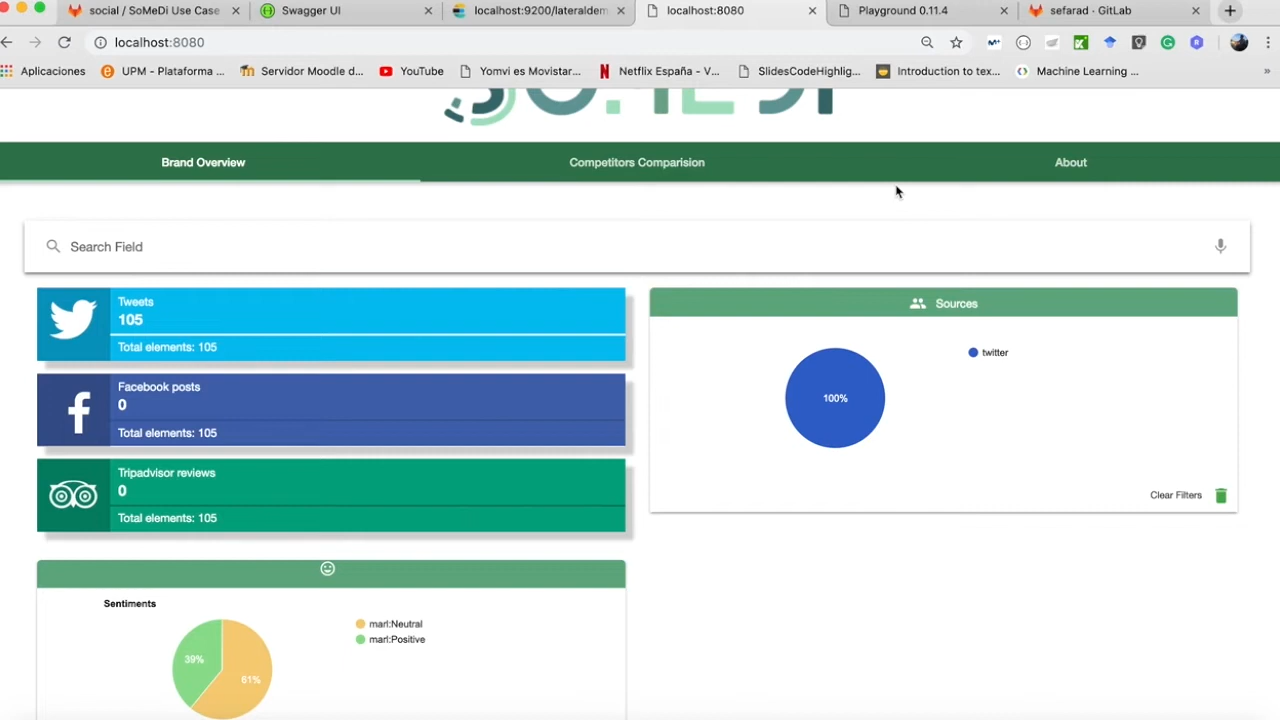 social / SoMeDi Use Case
Swagger UI
localhost:9200/lateraldem
localhost:8080
Playground 0.11.4
sefarad · GitLab
localhost:8080
Aplicaciones
UPM - Plataforma ...
Servidor Moodle d...
YouTube
Yomvi es Movistar...
Netflix España - V...
SlidesCodeHighlig...
Introduction to tex...
Machine Learning ...
»
SOMEDI
Brand Overview
Competitors Comparision
About
Search Field
Tweets
105
Total elements: 105
Facebook posts
0
Total elements: 105
Tripadvisor reviews
0
Total elements: 105
Sources
twitter
100%
Clear Filters
Sentiments
marl:Neutral
marl:Positive
39%
61%